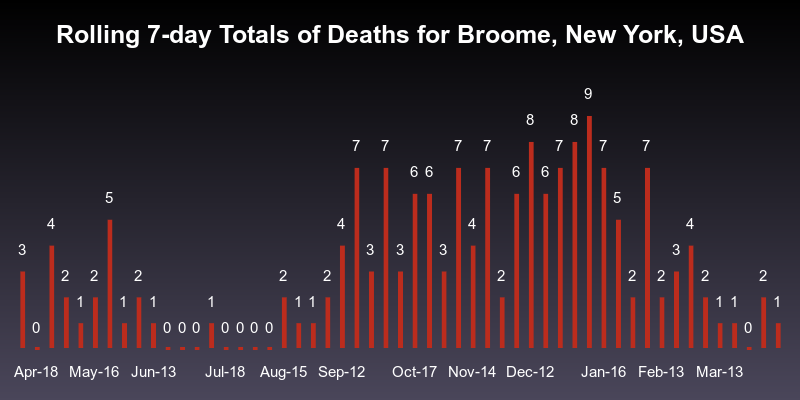 Rolling 7-day Totals of Deaths for Broome, New York, USA
3 0 4 2 1 2 5 1 2 1 0 0 0 1 0 0 0 0 2 1 1 2 4 7 3 7 3 6 6 3 7 4 7 2 6 8 6 7 8 9 7 5 2 7 2 3 4 2 1 1 0 2 1
Apr-18 May-16 Jun-13 Jul-18 Aug-15 Sep-12 Oct-17 Nov-14 Dec-12 Jan-16 Feb-13 Mar-13